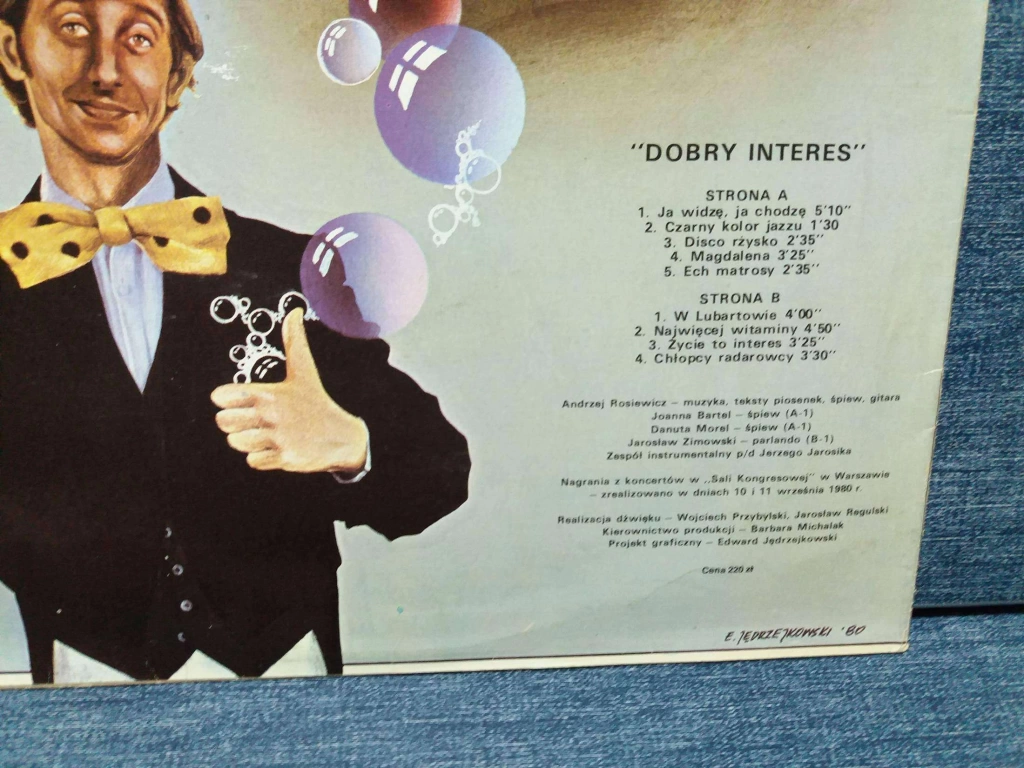 ''DOBRY INTERES''
STRONA A
1. Ja widzę, ja chodzę 5'10''
2. Czarny kolor jazzu 1'30
3. Disco rżysko 2'35''
4. Magdalena 3'25''
5. Ech matrosy 2'35''
STRONA B
1. W Lubartowie 4'00''
2. Najwięcej witaminy 4'50''
3. Życie to interes 3'25''
4. Chłopcy radarowcy 3'30''
Andrzej Rosiewicz – muzyka, teksty piosenek, śpiew, gitara
Joanna Bartel – śpiew (A-1)
Danuta Morel – śpiew (A-1)
Jarosław Zimowski – parlando (B-1)
Zespół instrumentalny p/d Jerzego Jarosika
Nagrania z koncertów w ,,Sali Kongresowej'' w Warszawie
– zrealizowano w dniach 10 i 11 września 1980 r.
Realizacja dźwięku – Wojciech Przybylski, Jarosław Regulski
Kierownictwo produkcji – Barbara Michalak
Projekt graficzny – Edward Jędrzejkowski
Cena 220 zł
E. JĘDRZEJKOWSKI '80